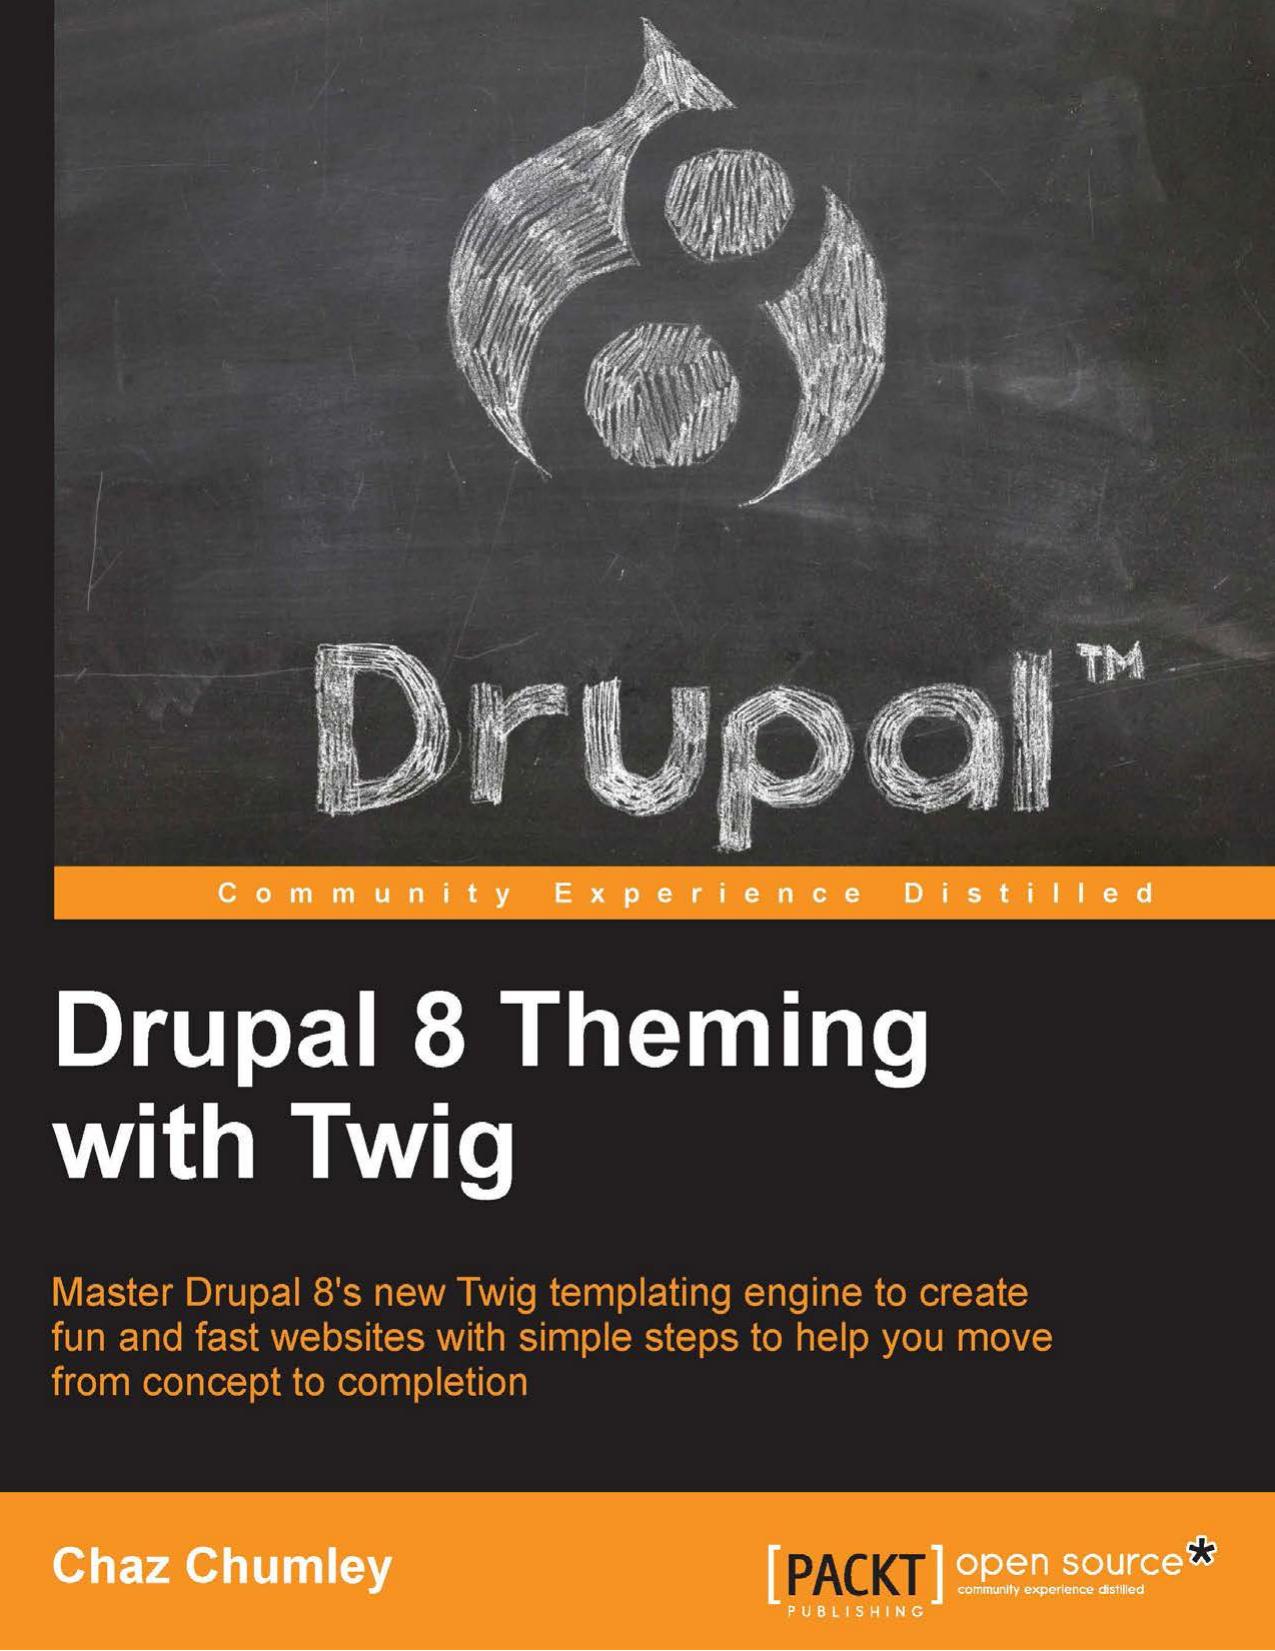 Drupal™
Community Experience Distilled
Drupal 8 Theming
with Twig
Master Drupal 8's new Twig templating engine to create
fun and fast websites with simple steps to help you move
from concept to completion
Chaz Chumley
[PACKT] open source*
community experience distilled
PUBLISHING